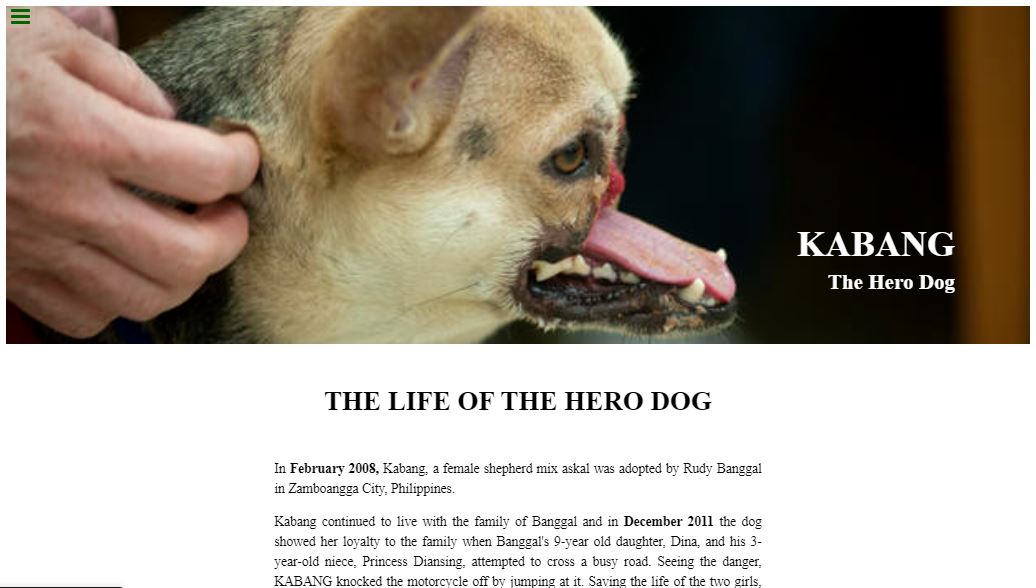 KABANG
The Hero Dog
THE LIFE OF THE HERO DOG
In February 2008, Kabang, a female shepherd mix askal was adopted by Rudy Banggal
in Zamboangga City, Philippines.
Kabang continued to live with the family of Banggal and in December 2011 the dog
showed her loyalty to the family when Banggal's 9-year old daughter, Dina, and his 3-
year-old niece, Princess Diansing, attempted to cross a busy road. Seeing the danger,
KABANG knocked the motorcycle off by jumping at it. Saving the life of the two girls,